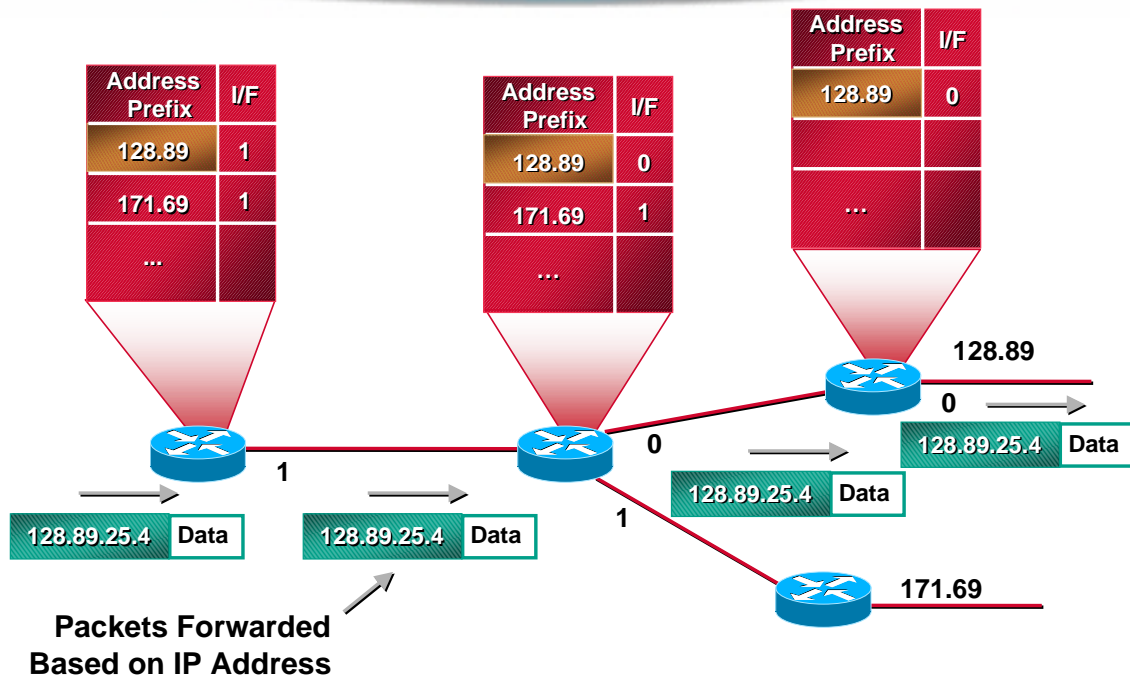 Address
Prefix
I/F
128.89
1
171.69
1
...
Address
Prefix
I/F
128.89
0
171.69
1
...
Address
Prefix
I/F
128.89
0
...
128.89
0
128.89.25.4 Data
0
1
128.89.25.4 Data
1
128.89.25.4 Data
128.89.25.4 Data
171.69
Packets Forwarded
Based on IP Address